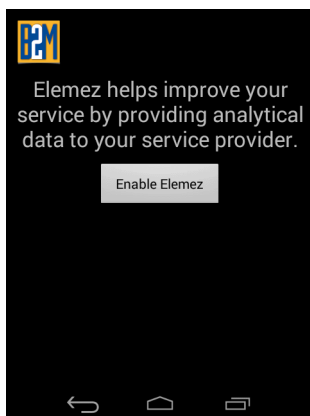 B2M
Elemez helps improve your
service by providing analytical
data to your service provider.
Enable Elemez